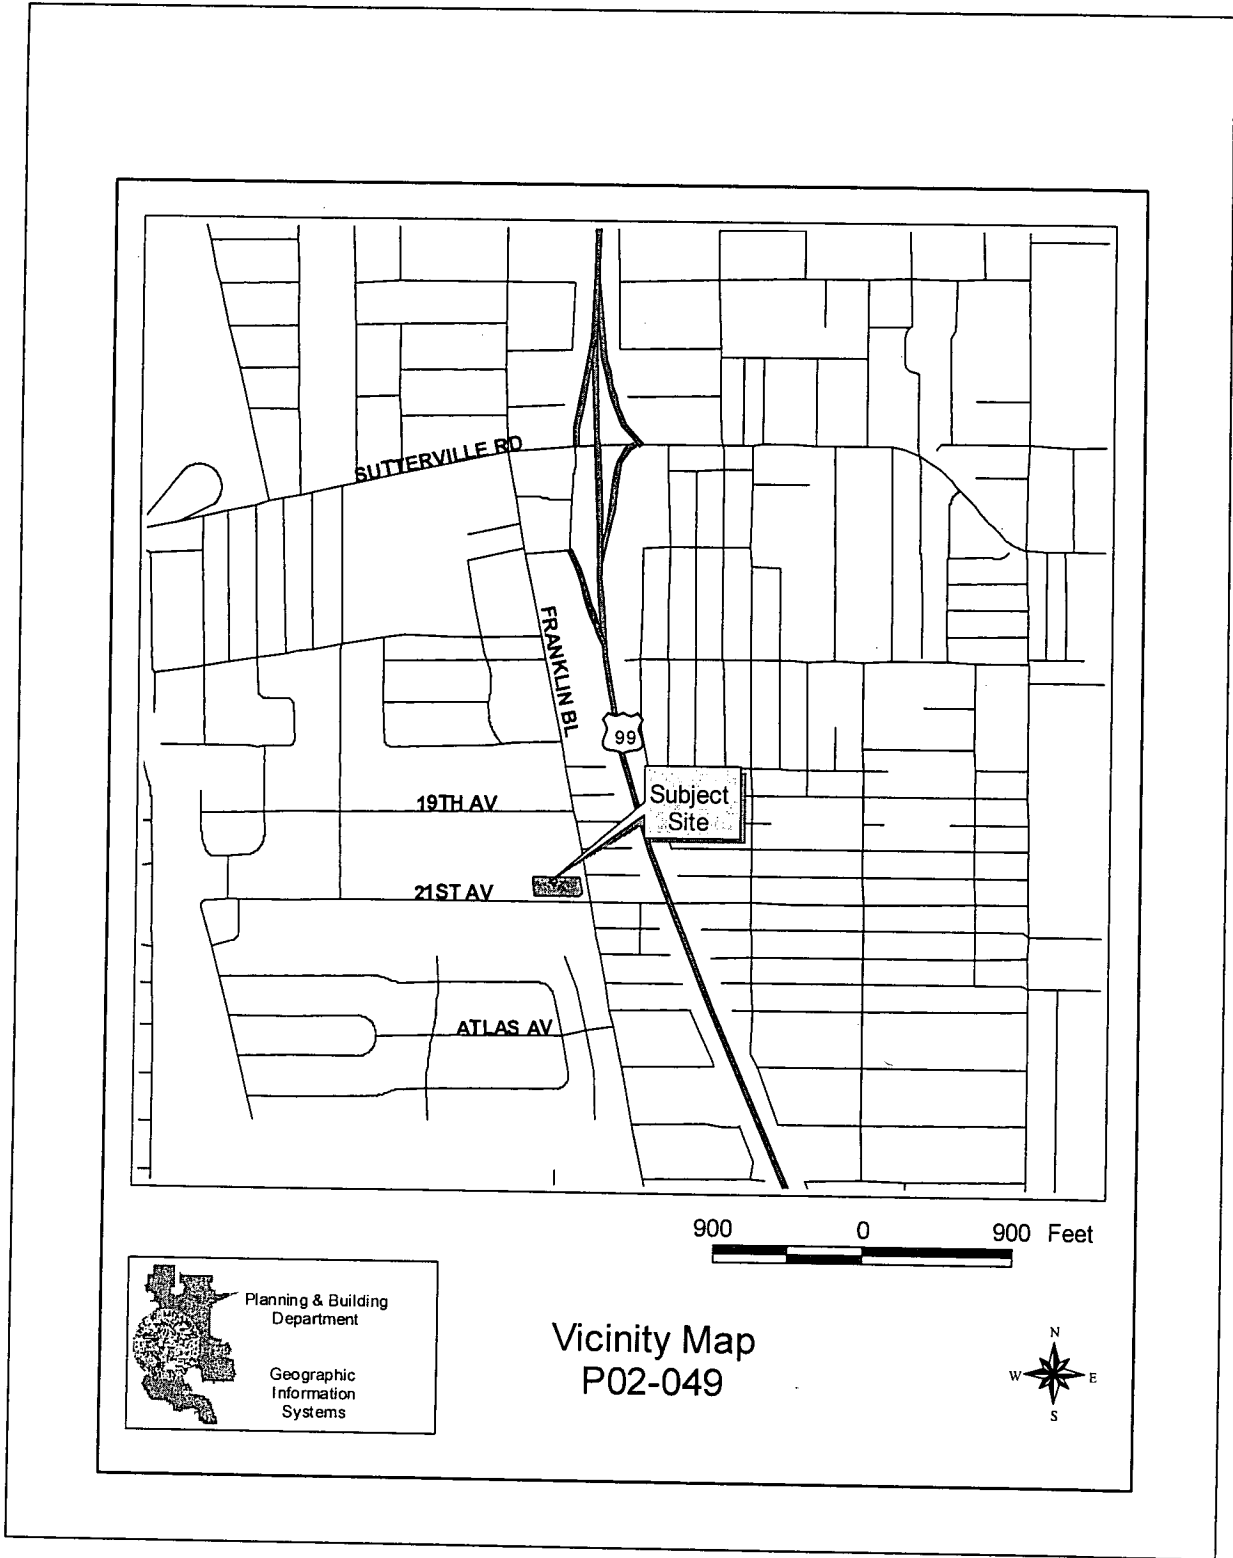 SUTTERVILLE RD
FRANKLIN BL
99
Subject
Site
19TH AV
21ST AV
ATLAS AV
900 0 900 Feet
Planning & Building
Department
Geographic
Information
Systems
Vicinity Map
P02-049
N
W E
S